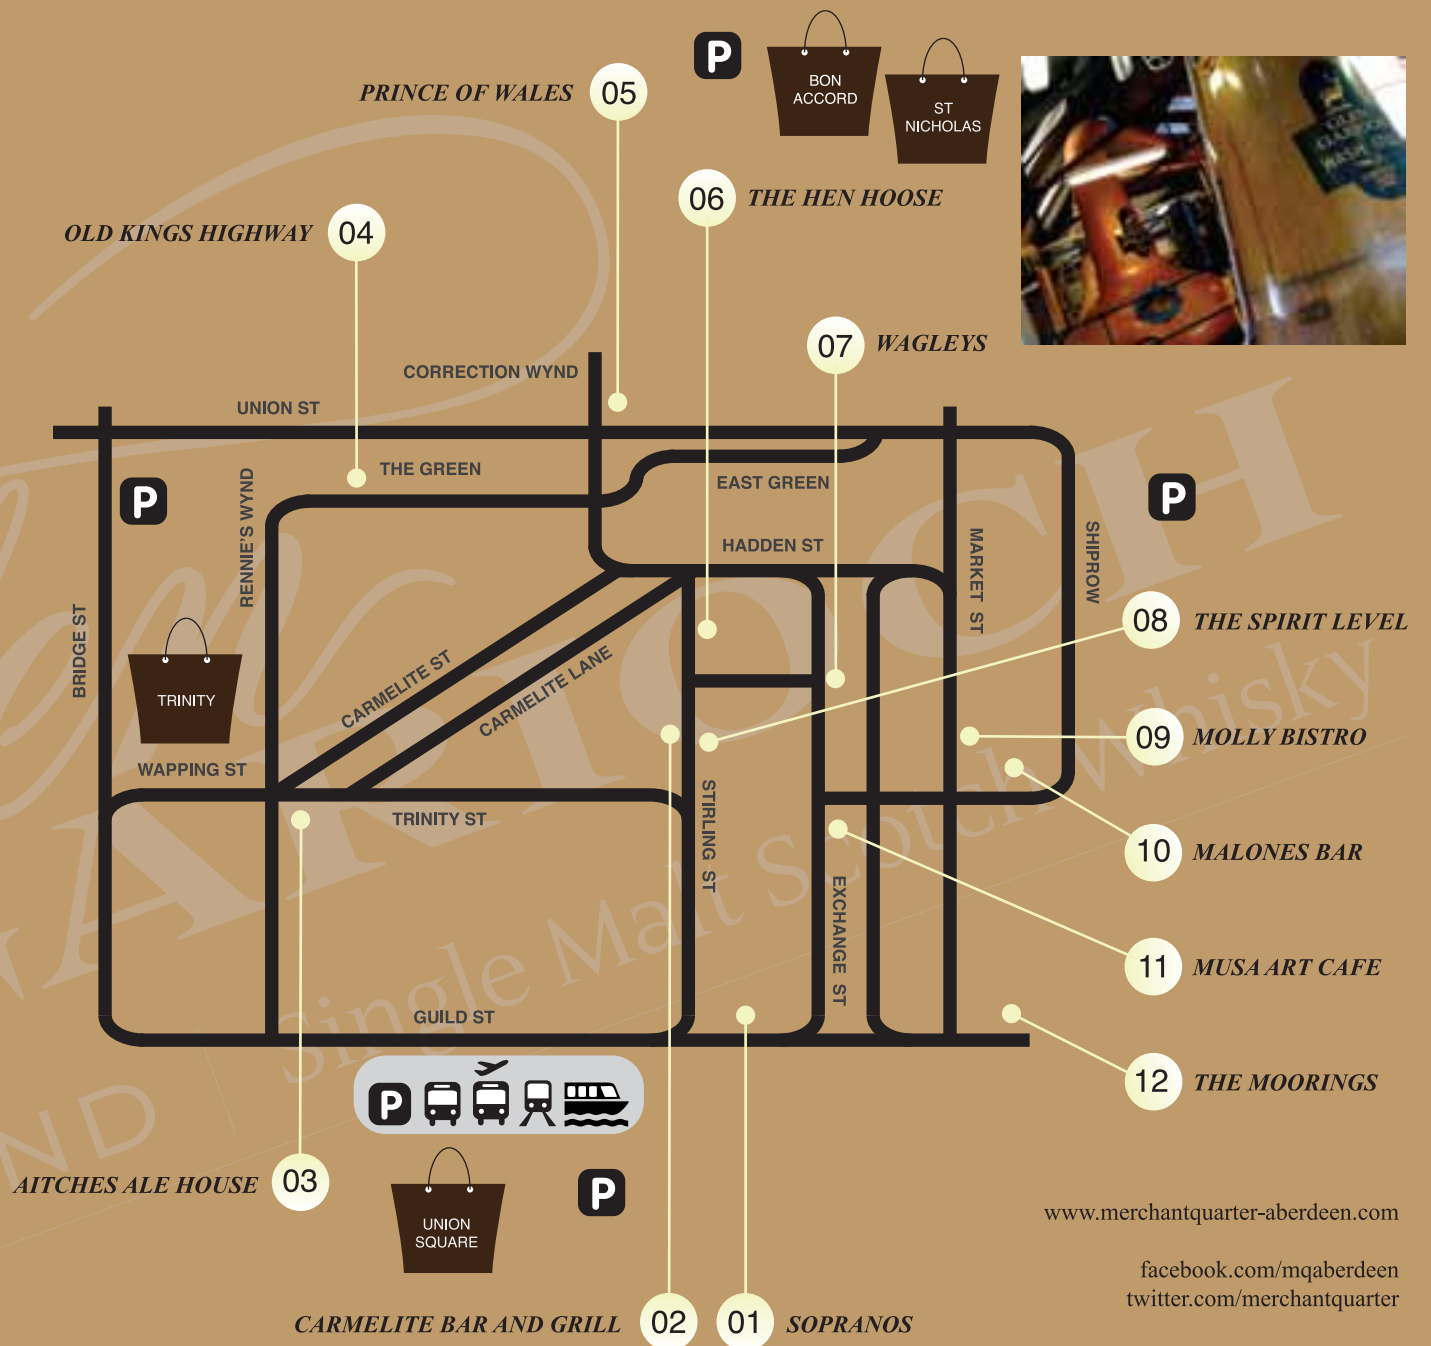 P
BON
ACCORD
ST
NICHOLAS
PRINCE OF WALES 05
06 THE HEN HOOSE
OLD KINGS HIGHWAY 04
07 WAGLEYS
CORRECTION WYND
UNION ST
THE GREEN
EAST GREEN
P
P
RENNIE'S WYND
HADDEN ST
MARKET ST
SHIPROW
BRIDGE ST
08 THE SPIRIT LEVEL
CARMELITE ST
CARMELITE LANE
TRINITY
09 MOLLY BISTRO
WAPPING ST
TRINITY ST
STIRLING ST
10 MALONES BAR
EXCHANGE ST
11 MUSA ART CAFE
GUILD ST
12 THE MOORINGS
P
AITCHES ALE HOUSE 03
UNION
SQUARE
P
CARMELITE BAR AND GRILL 02
01 SOPRANOS
www.merchantquarter-aberdeen.com
facebook.com/mqaberdeen
twitter.com/merchantquarter
Single Malt Scotch Whisky